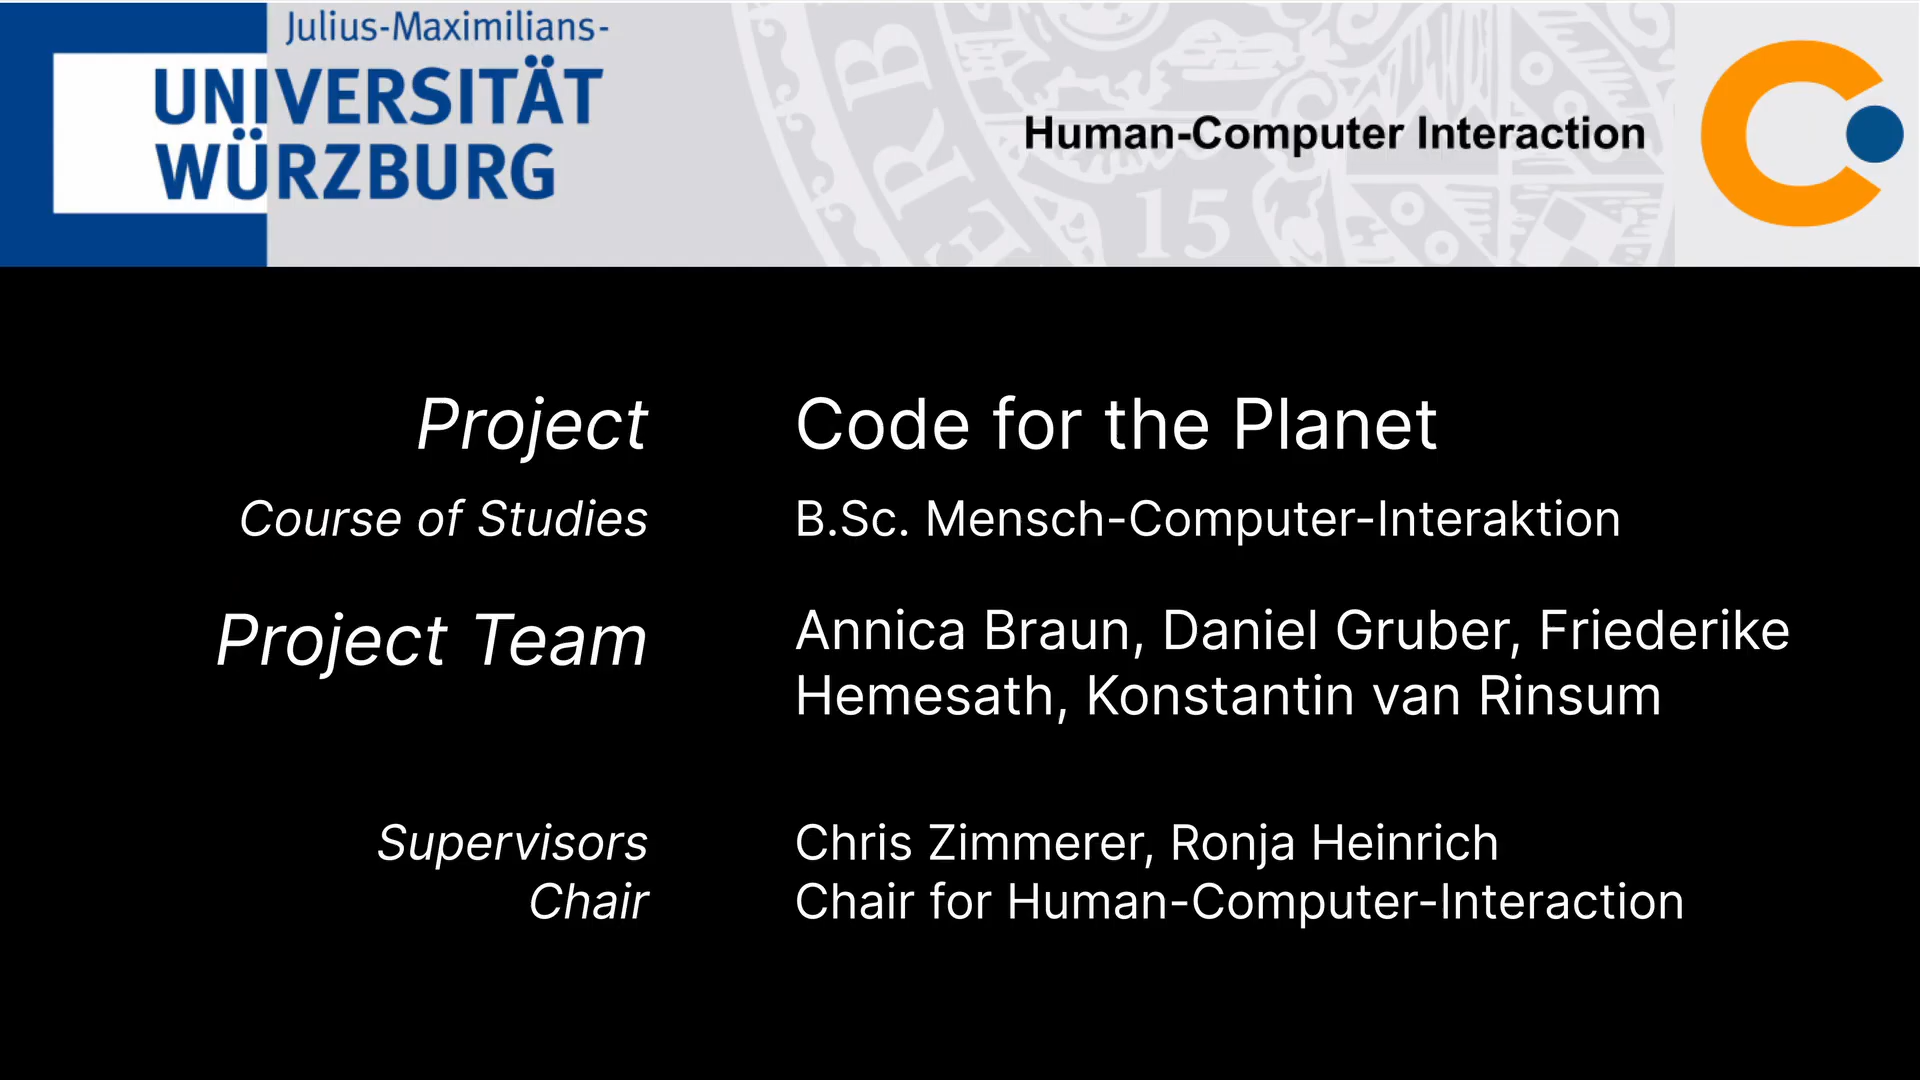 Julius-Maximilians-
UNIVERSITÄT
WÜRZBURG
ERB
15
Human-Computer Interaction
Project
Code for the Planet
Course of Studies
B.Sc. Mensch-Computer-Interaktion
Project Team
Annica Braun, Daniel Gruber, Friederike
Hemesath, Konstantin van Rinsum
Supervisors
Chris Zimmerer, Ronja Heinrich
Chair
Chair for Human-Computer-Interaction